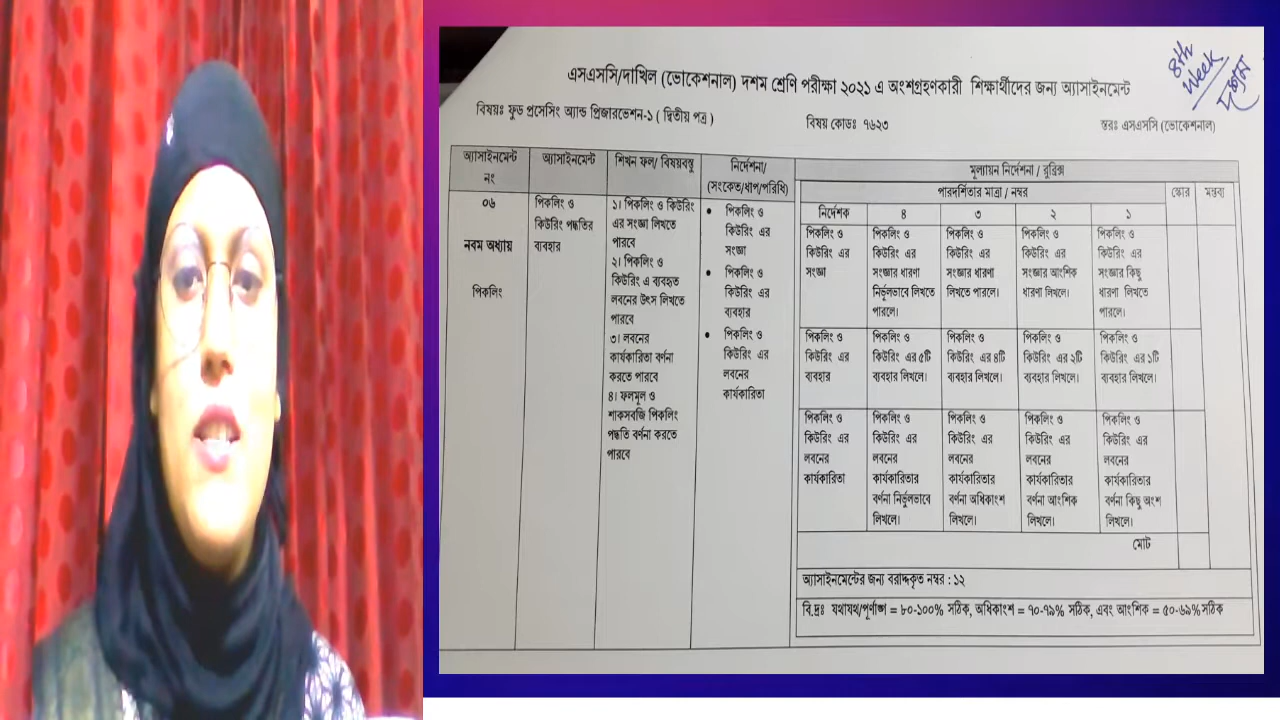 8th
Week
দশম
এসএসসি/দাখিল (ভোকেশনাল) দশম শ্রেণি পরীক্ষা ২০২১ এ অংশগ্রহণকারী শিক্ষার্থীদের জন্য অ্যাসাইনমেন্ট
বিষয়ঃ ফুড প্রসেসিং অ্যান্ড প্রিজারভেশন-১ ( দ্বিতীয় পত্র )
বিষয় কোডঃ ৭৬২৩
স্তরঃ এসএসসি (ভোকেশনাল)
অ্যাসাইনমেন্ট
নং
অ্যাসাইনমেন্ট
শিখন ফল/ বিষয়বস্তু
নির্দেশনা/
(সংকেত/ধাপ/পরিধি)
মূল্যায়ন নির্দেশনা / রুব্রিক্স
পারদর্শিতার মাত্রা / নম্বর
স্কোর
মন্তব্য
নির্দেশক
৪
৩
২
১
০৬
নবম অধ্যায়
পিকলিং
পিকলিং ও
কিউরিং পদ্ধতির
ব্যবহার
১। পিকলিং ও কিউরিং
এর সংজ্ঞা লিখতে
পারবে
২। পিকলিং ও
কিউরিং এ ব্যবহৃত
লবনের উৎস লিখতে
পারবে
৩। লবনের
কার্যকারিতা বর্ণনা
করতে পারবে
৪। ফলমূল ও
শাকসবজি পিকলিং
পদ্ধতি বর্ণনা করতে
পারবে
• পিকলিং ও
কিউরিং এর
সংজ্ঞা
• পিকলিং ও
কিউরিং এর
ব্যবহার
• পিকলিং ও
কিউরিং এর
লবনের
কার্যকারিতা
পিকলিং ও
কিউরিং এর
সংজ্ঞা
পিকলিং ও
কিউরিং এর
সংজ্ঞার ধারণা
নির্ভুলভাবে লিখতে
পারলে।
পিকলিং ও
কিউরিং এর
সংজ্ঞার ধারণা
লিখতে পারলে।
পিকলিং ও
কিউরিং এর
সংজ্ঞার আংশিক
ধারণা লিখলে।
পিকলিং ও
কিউরিং এর
সংজ্ঞার কিছু
ধারণা লিখতে
পারলে।
পিকলিং ও
কিউরিং এর
ব্যবহার
পিকলিং ও
কিউরিং এর ৫টি
ব্যবহার লিখলে।
পিকলিং ও
কিউরিং এর ৪টি
ব্যবহার লিখলে।
পিকলিং ও
কিউরিং এর ২টি
ব্যবহার লিখলে।
পিকলিং ও
কিউরিং এর ১টি
ব্যবহার লিখলে।
পিকলিং ও
কিউরিং এর
লবনের
কার্যকারিতা
পিকলিং ও
কিউরিং এর
লবনের
কার্যকারিতার
বর্ণনা নির্ভুলভাবে
লিখলে।
পিকলিং ও
কিউরিং এর
লবনের
কার্যকারিতার
বর্ণনা অধিকাংশ
লিখলে।
পিকলিং ও
কিউরিং এর
লবনের
কার্যকারিতার
বর্ণনা আংশিক
লিখলে।
পিকলিং ও
কিউরিং এর
লবনের
কার্যকারিতার
বর্ণনা কিছু অংশ
লিখলে।
মোট
অ্যাসাইনমেন্টের জন্য বরাদ্দকৃত নম্বর : ১২
বি.দ্রঃ যথাযথ/পূর্ণাঙ্গ = ৮০-১০০% সঠিক, অধিকাংশ = ৭০-৭৯% সঠিক, এবং আংশিক = ৫০-৬৯% সঠিক